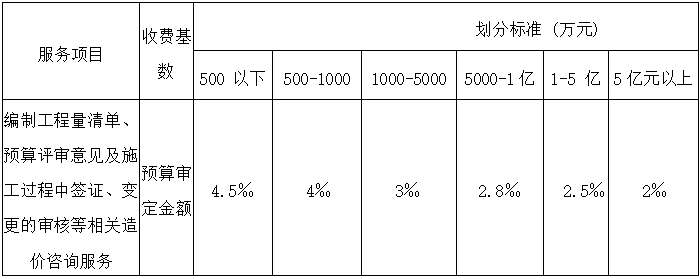 服务项目
收费基
数
划分标准 (万元)
500 以下
500-1000
1000-5000
5000-1亿
1-5 亿
5亿元以上
编制工程量清单、
预算评审意见及施
工过程中签证、变
更的审核等相关造
价咨询服务
预算审
定金额
4.5‰
4‰
3‰
2.8‰
2.5‰
2‰